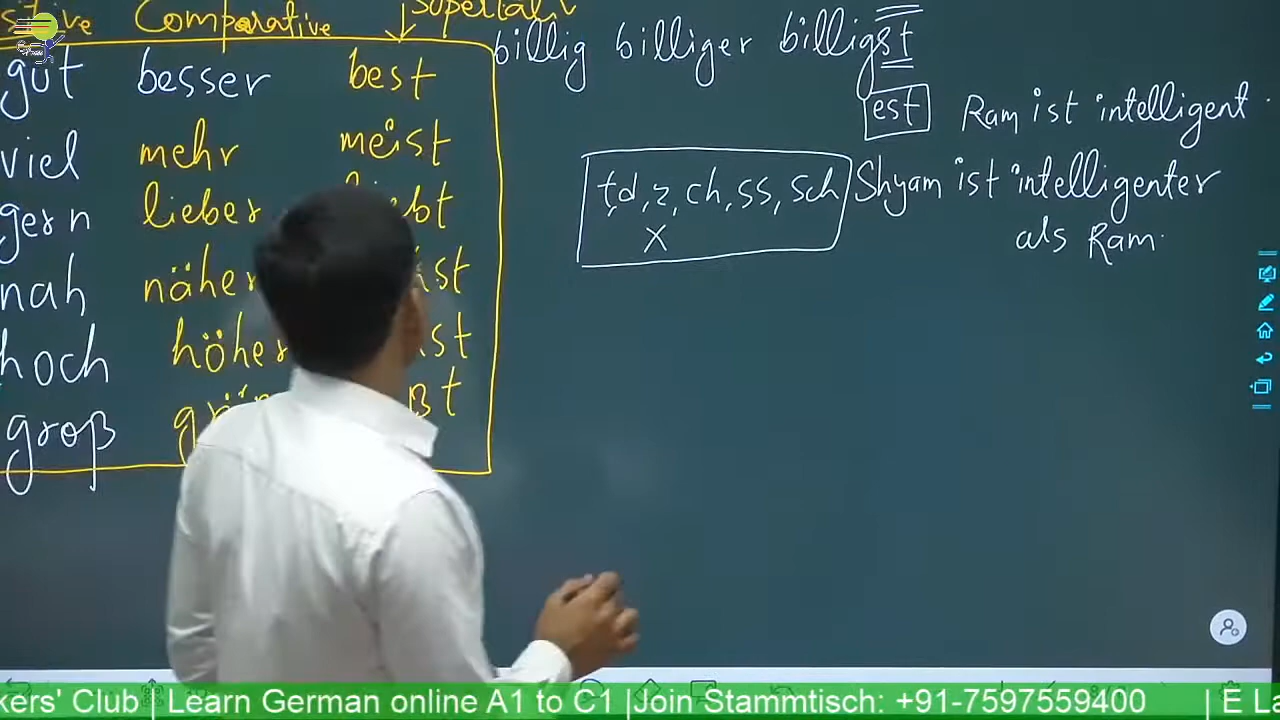 Comparative
Superlativ
gut besser best
viel mehr meist
gern lieber
nah näher
hoch höher
groß
billig billiger billigst
est
Ram ist intelligent.
t,d,z,ch,ss,sch
x
Shyam ist intelligenter
als Ram.
Club | Learn German online A1 to C1 |Join Stammtisch: +91-7597559400 | E